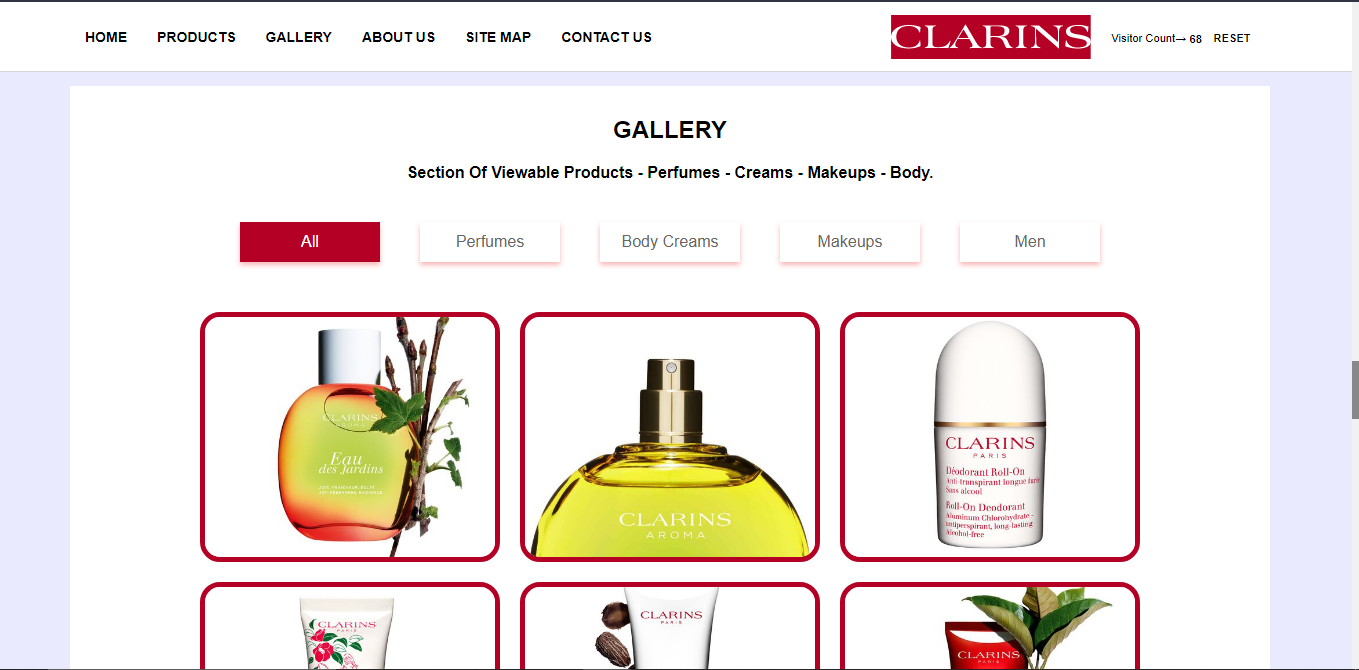 HOME PRODUCTS GALLERY ABOUT US SITE MAP CONTACT US CLARINS Visitor Count→ 68 RESET
GALLERY
Section Of Viewable Products - Perfumes - Creams - Makeups - Body.
All Perfumes Body Creams Makeups Men
CLARINS
Eau
des Jardins
CLARINS
AROMA
CLARINS
PARIS
Déodorant Roll-On
Anti-transpirant longue durée
Sans alcool
Roll-On Deodorant
Aluminum Chlorohydrate -
antiperspirant, long-lasting
Alcohol-free
CLARINS
PARIS
CLARINS
PARIS
CLARINS
PARIS